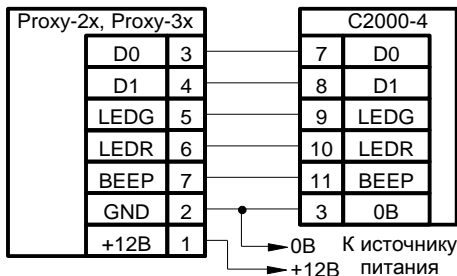 Proxy-2x, Proxy-3x C2000-4
D0 3 7 D0
D1 4 8 D1
LEDG 5 9 LEDG
LEDR 6 10 LEDR
BEEP 7 11 BEEP
GND 2 3 0В
+12В 1 0В К источнику
+12В питания